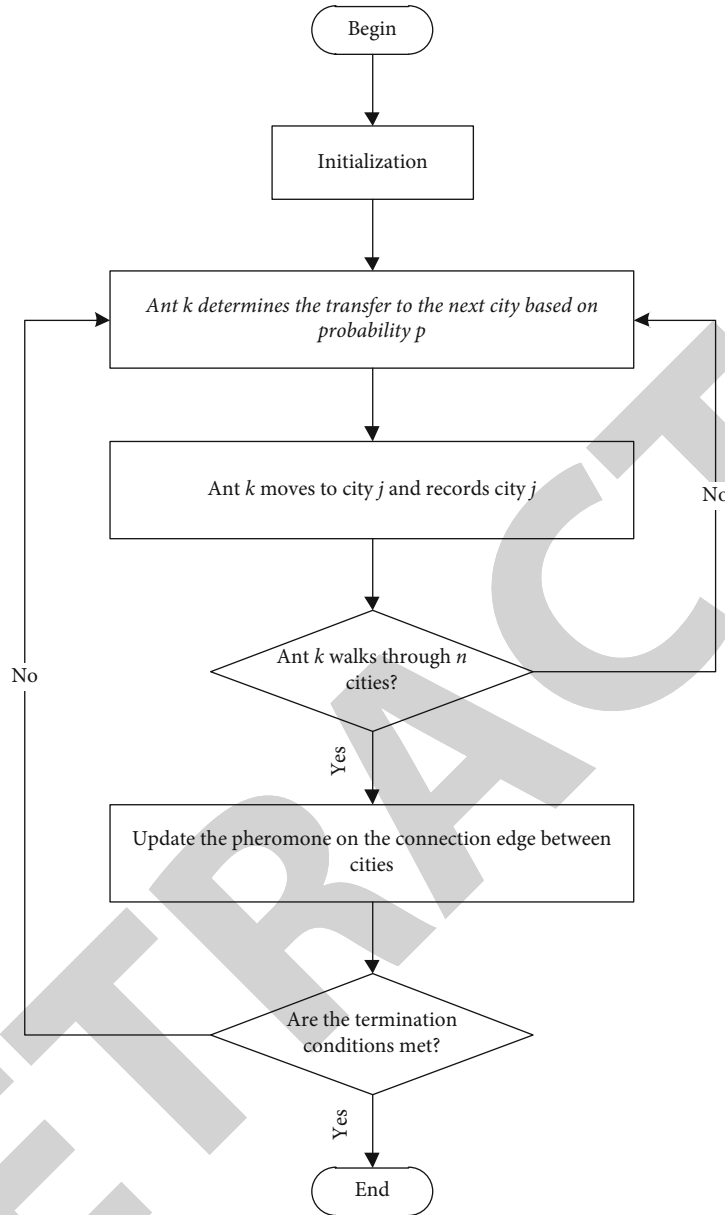 Begin
Initialization
Ant k determines the transfer to the next city based on
probability p
Ant k moves to city j and records city j
No
Ant k walks through n
cities?
No
Yes
Update the pheromone on the connection edge between
cities
Are the termination
conditions met?
Yes
End
ETRACT